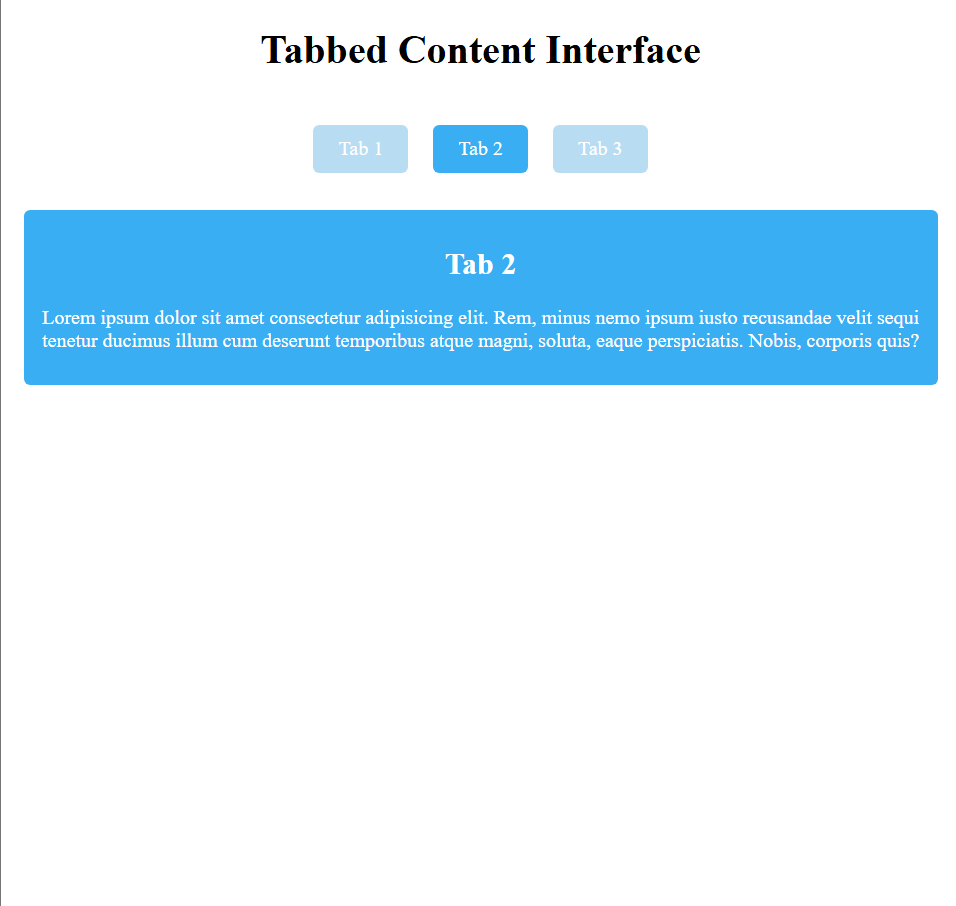 Tabbed Content Interface
Tab 1 Tab 2 Tab 3
Tab 2
Lorem ipsum dolor sit amet consectetur adipisicing elit. Rem, minus nemo ipsum iusto recusandae velit sequi
tenetur ducimus illum cum deserunt temporibus atque magni, soluta, eaque perspiciatis. Nobis, corporis quis?